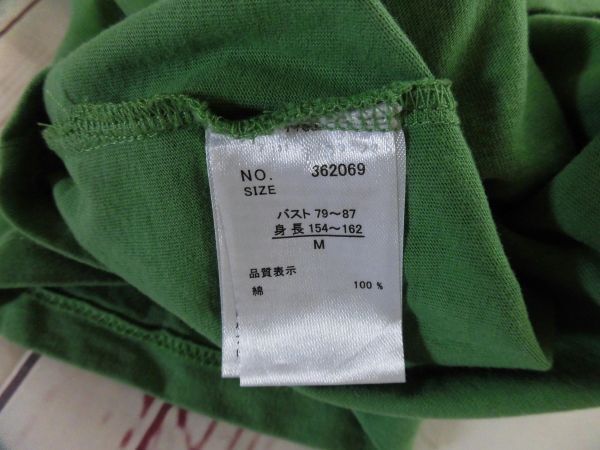 NO. 362069
SIZE
バスト 79～87
身長 154～162
M
品質表示
綿 100 %